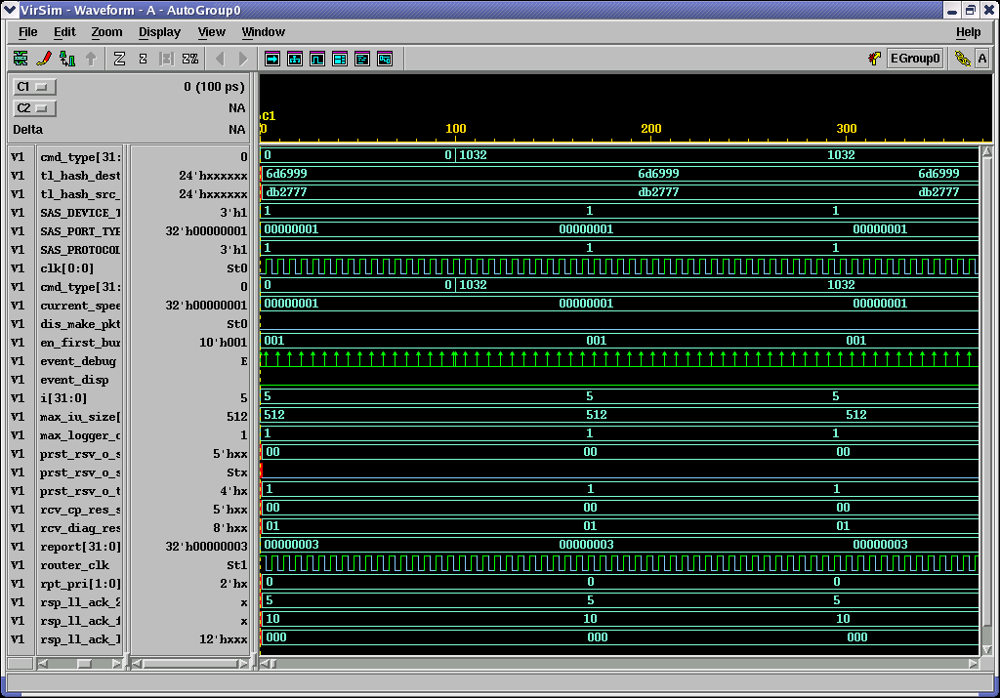 VirSim - Waveform - A - AutoGroup0
File Edit Zoom Display View Window Help
Z z |z| z% EGroup0 A
C1 0 (100 ps)
C2 NA
Delta NA
C1
0 100 200 300
V1 cmd_type[31: 0 0 0 1032 1032
V1 tl_hash_dest 24'hxxxxxx 6d6999 6d6999 6d6999
V1 tl_hash_src_ 24'hxxxxxx db2777 db2777 db2777
V1 SAS_DEVICE_T 3'h1 1 1 1
V1 SAS_PORT_TYP 32'h00000001 00000001 00000001 00000001
V1 SAS_PROTOCOL 3'h1 1 1 1
V1 clk[0:0] St0
V1 cmd_type[31: 0 0 0 1032 1032
V1 current_spee 32'h00000001 00000001 00000001 00000001
V1 dis_make_pkt St0
V1 en_first_bur 10'h001 001 001 001
V1 event_debug E
V1 event_disp
V1 i[31:0] 5 5 5 5
V1 max_iu_size[ 512 512 512 512
V1 max_logger_c 1 1 1 1
V1 prst_rsv_o_s 5'hxx 00 00 00
V1 prst_rsv_o_s Stx
V1 prst_rsv_o_t 4'hx 1 1 1
V1 rcv_cp_res_s 5'hxx 00 00 00
V1 rcv_diag_res 8'hxx 01 01 01
V1 report[31:0] 32'h00000003 00000003 00000003 00000003
V1 router_clk St1
V1 rpt_pri[1:0] 2'hx 0 0 0
V1 rsp_ll_ack_2 x 5 5 5
V1 rsp_ll_ack_f x 10 10 10
V1 rsp_ll_ack_l 12'hxxx 000 000 000